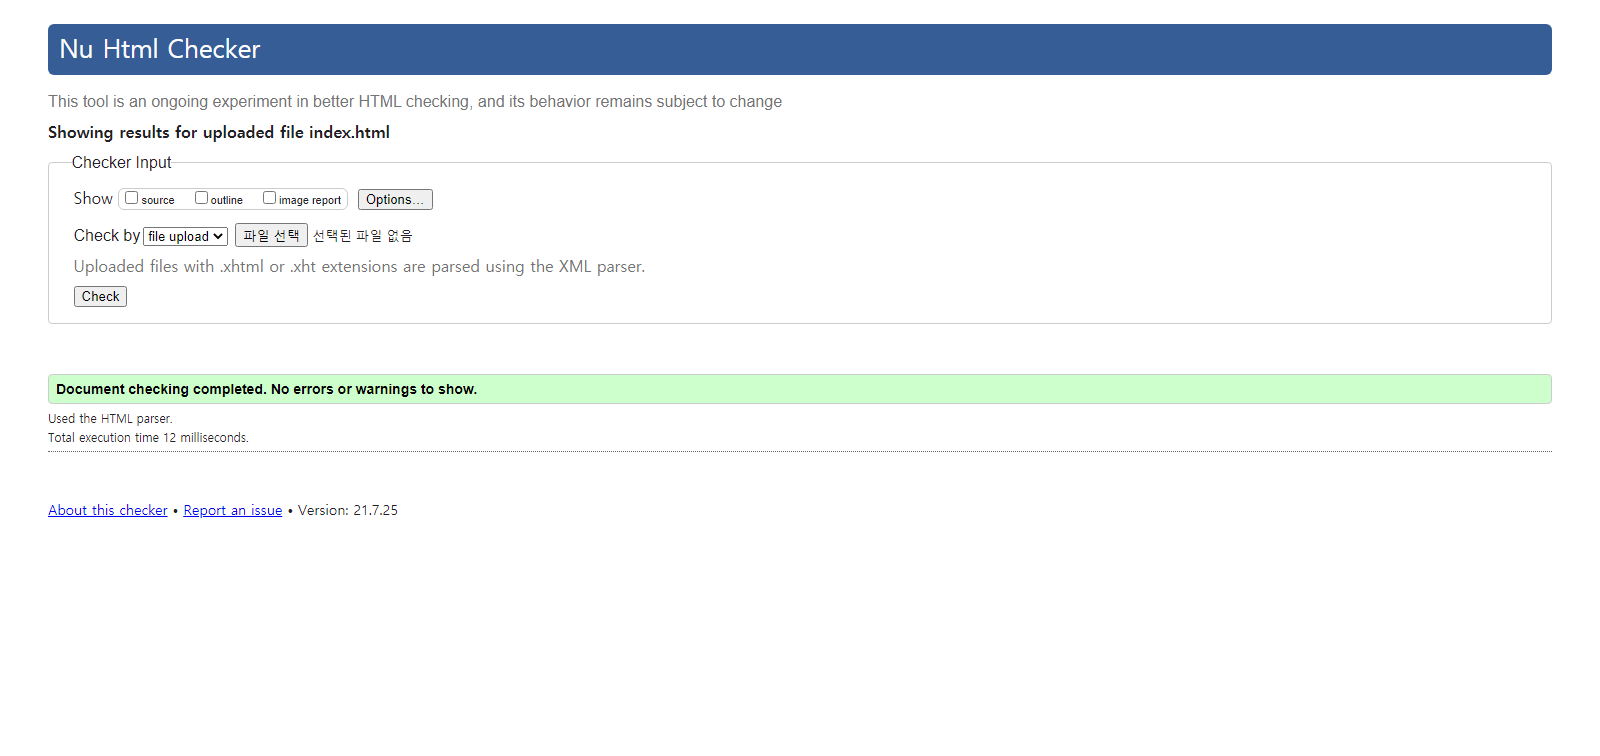 Nu Html Checker
This tool is an ongoing experiment in better HTML checking, and its behavior remains subject to change
Showing results for uploaded file index.html
Checker Input
Show source outline image report Options...
Check by file upload 파일 선택 선택된 파일 없음
Uploaded files with .xhtml or .xht extensions are parsed using the XML parser.
Check
Document checking completed. No errors or warnings to show.
Used the HTML parser.
Total execution time 12 milliseconds.
About this checker • Report an issue • Version: 21.7.25